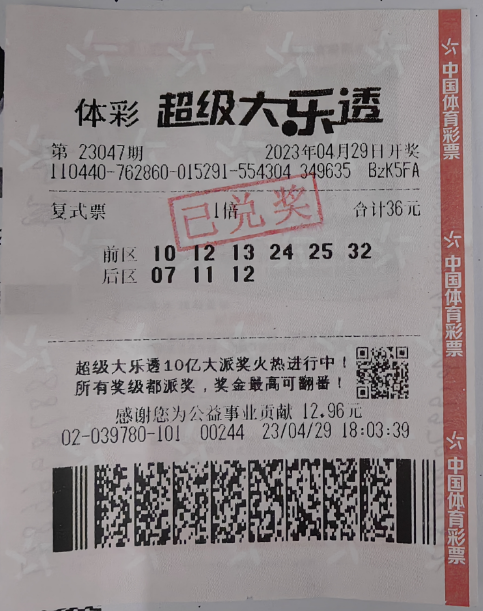 体彩 超级大乐透
第 23047期 2023年04月29日开奖
110440-762860-015291-554304 349635 BzK5FA
复式票 1倍 合计36元
已兑奖
前区 10 12 13 24 25 32
后区 07 11 12
超级大乐透10亿大派奖火热进行中！
所有奖级都派奖，奖金最高可翻番！
感谢您为公益事业贡献 12.96元
02-039780-101 00244 23/04/29 18:03:39
中国体育彩票
中国体育彩票
中国体育彩票